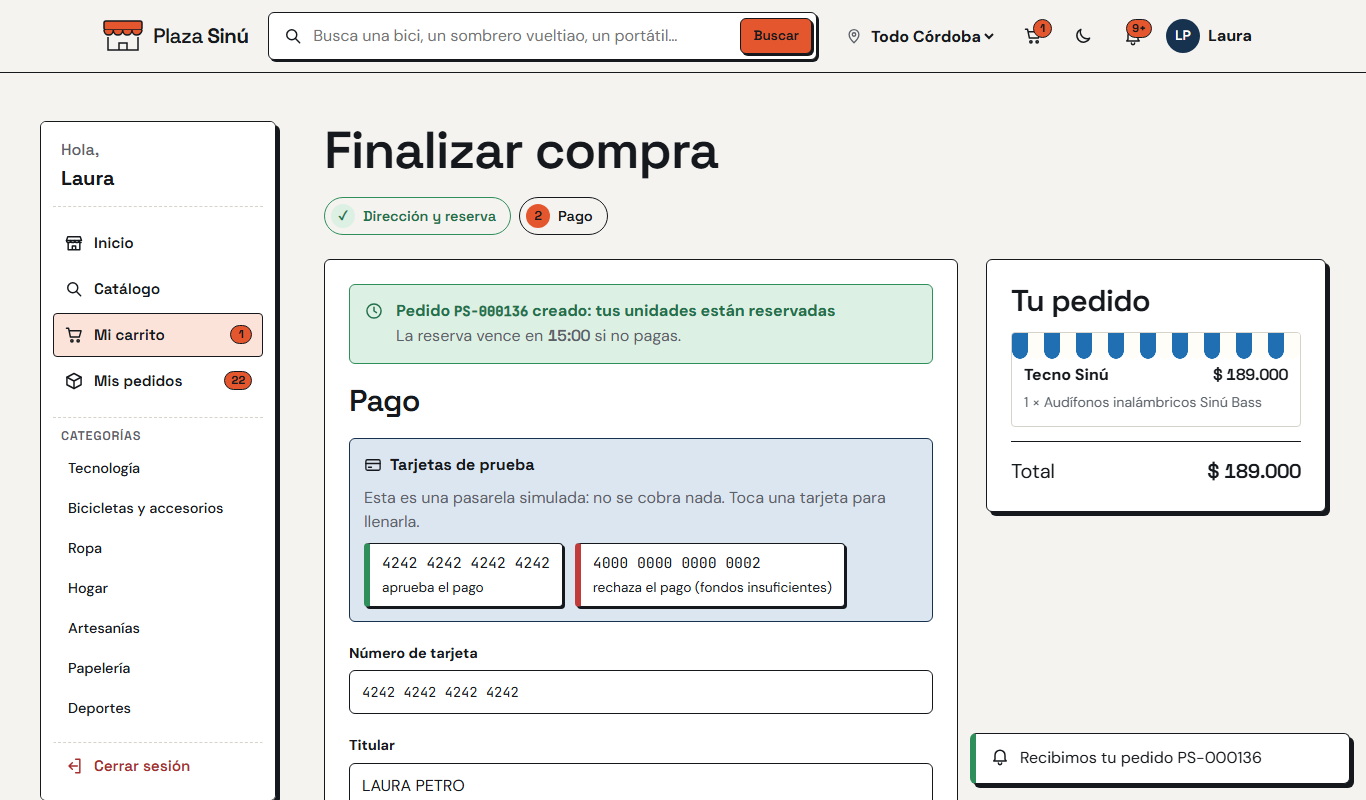 Plaza Sinú
Busca una bici, un sombrero vueltiao, un portátil...
Buscar
Todo Córdoba
1
9+
LP
Laura
Hola,
Laura
Inicio
Catálogo
Mi carrito
1
Mis pedidos
22
CATEGORÍAS
Tecnología
Bicicletas y accesorios
Ropa
Hogar
Artesanías
Papelería
Deportes
Cerrar sesión
Finalizar compra
✓ Dirección y reserva
2 Pago
Pedido PS-000136 creado: tus unidades están reservadas
La reserva vence en 15:00 si no pagas.
Pago
Tarjetas de prueba
Esta es una pasarela simulada: no se cobra nada. Toca una tarjeta para
llenarla.
4242 4242 4242 4242
aprueba el pago
4000 0000 0000 0002
rechaza el pago (fondos insuficientes)
Número de tarjeta
4242 4242 4242 4242
Titular
LAURA PETRO
Tu pedido
Tecno Sinú $ 189.000
1 × Audífonos inalámbricos Sinú Bass
Total $ 189.000
Recibimos tu pedido PS-000136